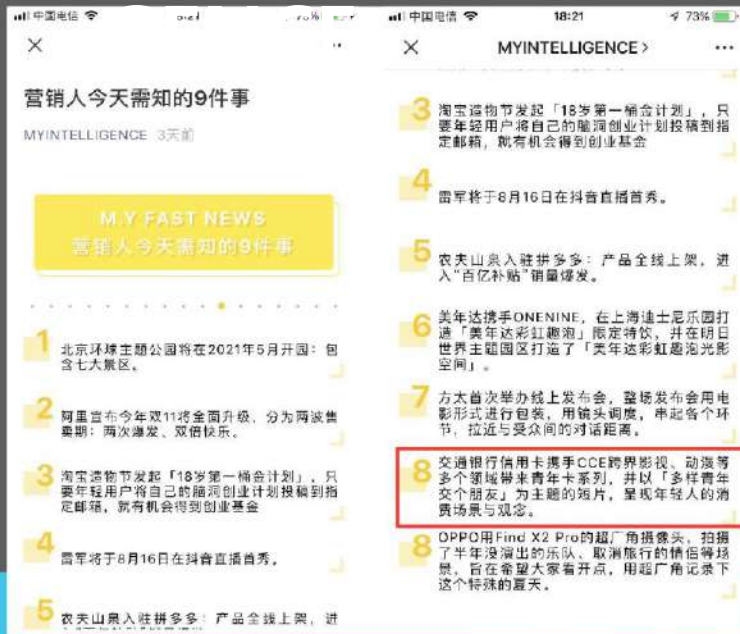 中国电信
营销人今天需知的9件事
MYINTELLIGENCE 3天前
M.Y FAST NEWS
营销人今天需知的9件事
1
北京环球主题公园将在2021年5月开园：包
含七大景区。
2
阿里宣布今年双11将全面升级，分为两波售
卖期：两次爆发、双倍快乐。
3
淘宝造物节发起「18岁第一桶金计划」，只
要年轻用户将自己的脑洞创业计划投稿到指
定邮箱，就有机会得到创业基金
4
雷军将于8月16日在抖音直播首秀。
5
农夫山泉入驻拼多多：产品全线上架，进
中国电信
18:21
73%
MYINTELLIGENCE >
3
淘宝造物节发起「18岁第一桶金计划」，只
要年轻用户将自己的脑洞创业计划投稿到指
定邮箱，就有机会得到创业基金
4
雷军将于8月16日在抖音直播首秀。
5
农夫山泉入驻拼多多：产品全线上架，进
入“百亿补贴”销量爆发。
6
美年达携手ONENINE，在上海迪士尼乐园打
造「美年达彩虹趣泡」限定特饮，并在明日
世界主题园区打造了「美年达彩虹趣泡光影
空间」。
7
方太首次举办线上发布会，整场发布会用电
影形式进行包装，用镜头调度，串起各个环
节，拉近与受众间的对话距离。
8
交通银行信用卡携手CCE跨界影视、动漫等
多个领域带来青年卡系列，并以「多样青年
交个朋友」为主题的短片，呈现年轻人的消
费场景与观念。
8
OPPO用Find X2 Pro的超广角摄像头，拍摄
了半年没演出的乐队、取消旅行的情侣等场
景，旨在希望大家看开点，用超广角记录下
这个特殊的夏天。